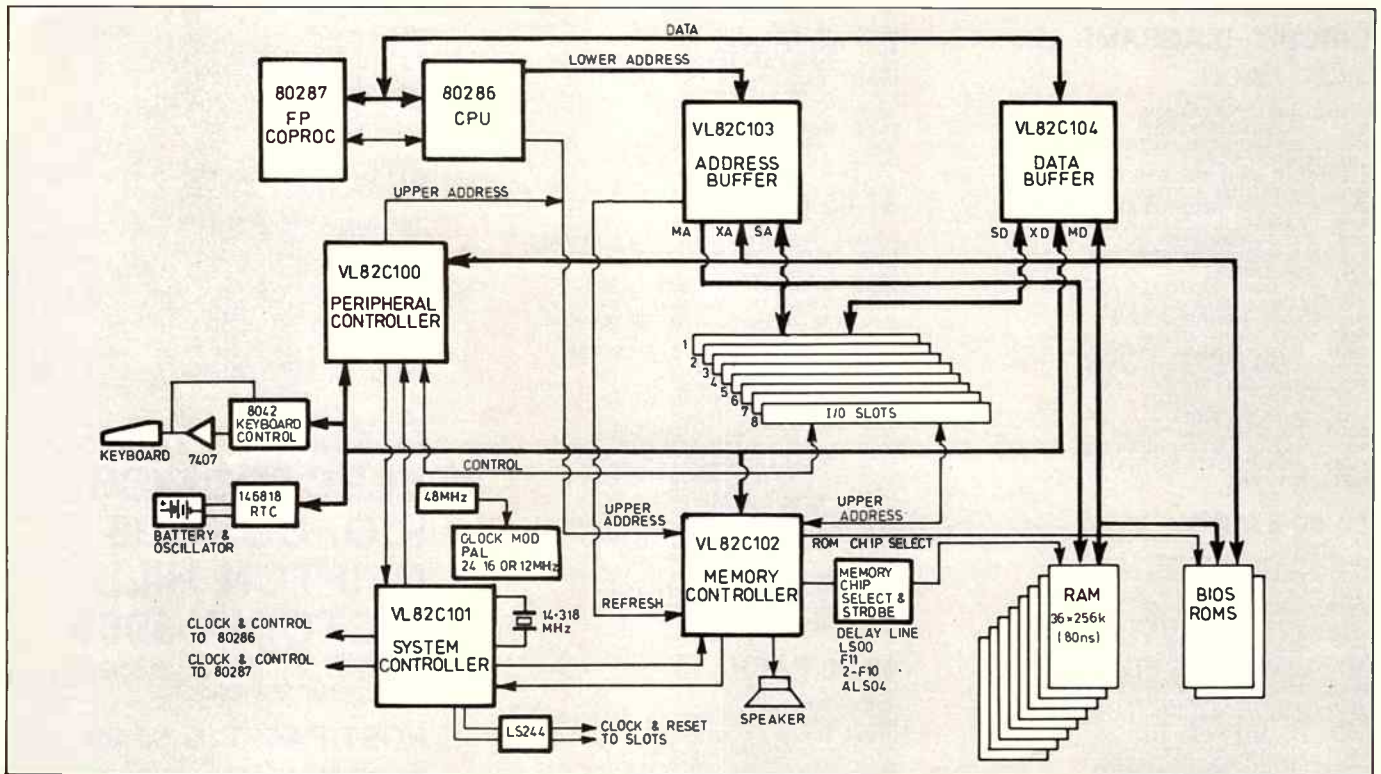 DATA
LOWER ADDRESS
80287
FP
COPROC
80286
CPU
VL82C103
ADDRESS
BUFFER
VL82C104
DATA
BUFFER
UPPER ADDRESS
MA XA SA
SD XD MD
VL82C100
PERIPHERAL
CONTROLLER
1
2
3
4
5
6
7
8
I/O SLOTS
8042
KEYBOARD
CONTROL
KEYBOARD
7407
CONTROL
146818
RTC
BATTERY &
OSCILLATOR
48MHz
CLOCK MOD
PAL
24 16 OR 12MHz
UPPER
ADDRESS
UPPER
ADDRESS
ROM CHIP SELECT
VL82C102
MEMORY
CONTROLLER
MEMORY
CHIP
SELECT &
STROBE
DELAY LINE
LS00
F11
2-F10
ALS04
RAM
36×256k
(80ns)
BIOS
ROMS
REFRESH
VL82C101
SYSTEM
CONTROLLER
14·318
MHz
CLOCK & CONTROL
TO 80286
CLOCK & CONTROL
TO 80287
SPEAKER
LS244
CLOCK & RESET
TO SLOTS